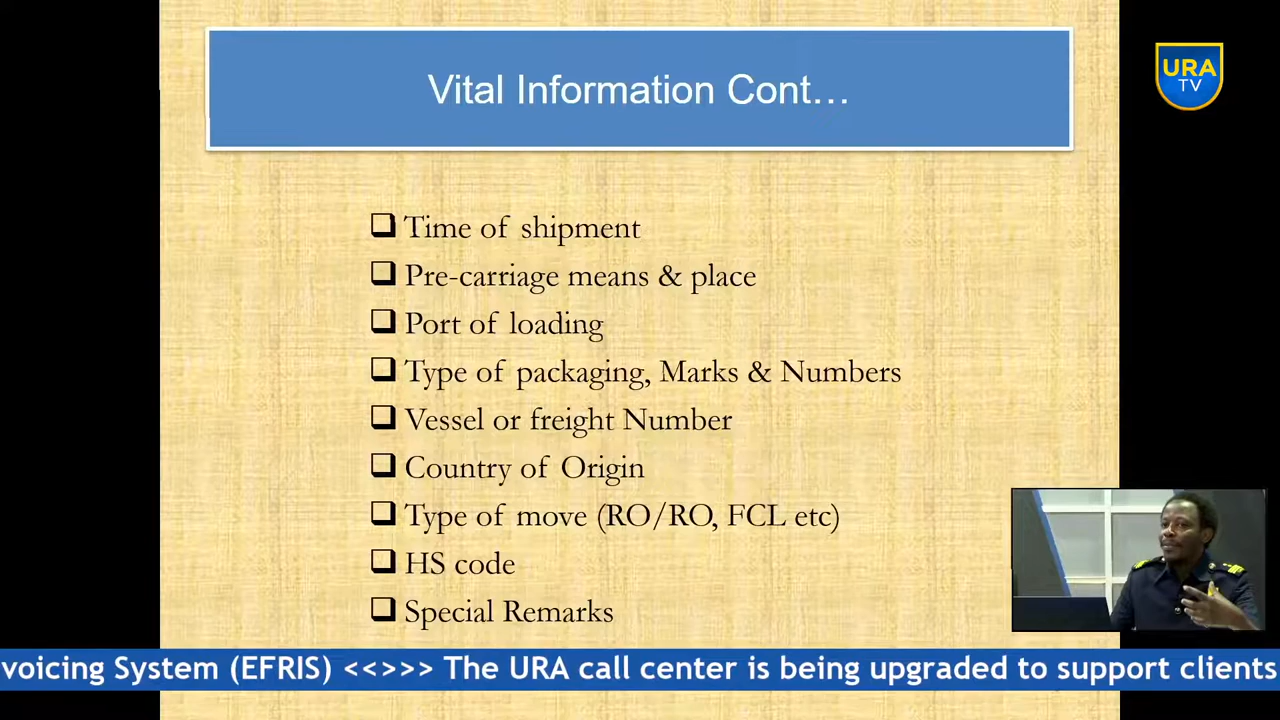 Vital Information Cont...
URA
TV
Time of shipment
Pre-carriage means & place
Port of loading
Type of packaging, Marks & Numbers
Vessel or freight Number
Country of Origin
Type of move (RO/RO, FCL etc)
HS code
Special Remarks
voicing System (EFRIS) <<>>> The URA call center is being upgraded to support clients